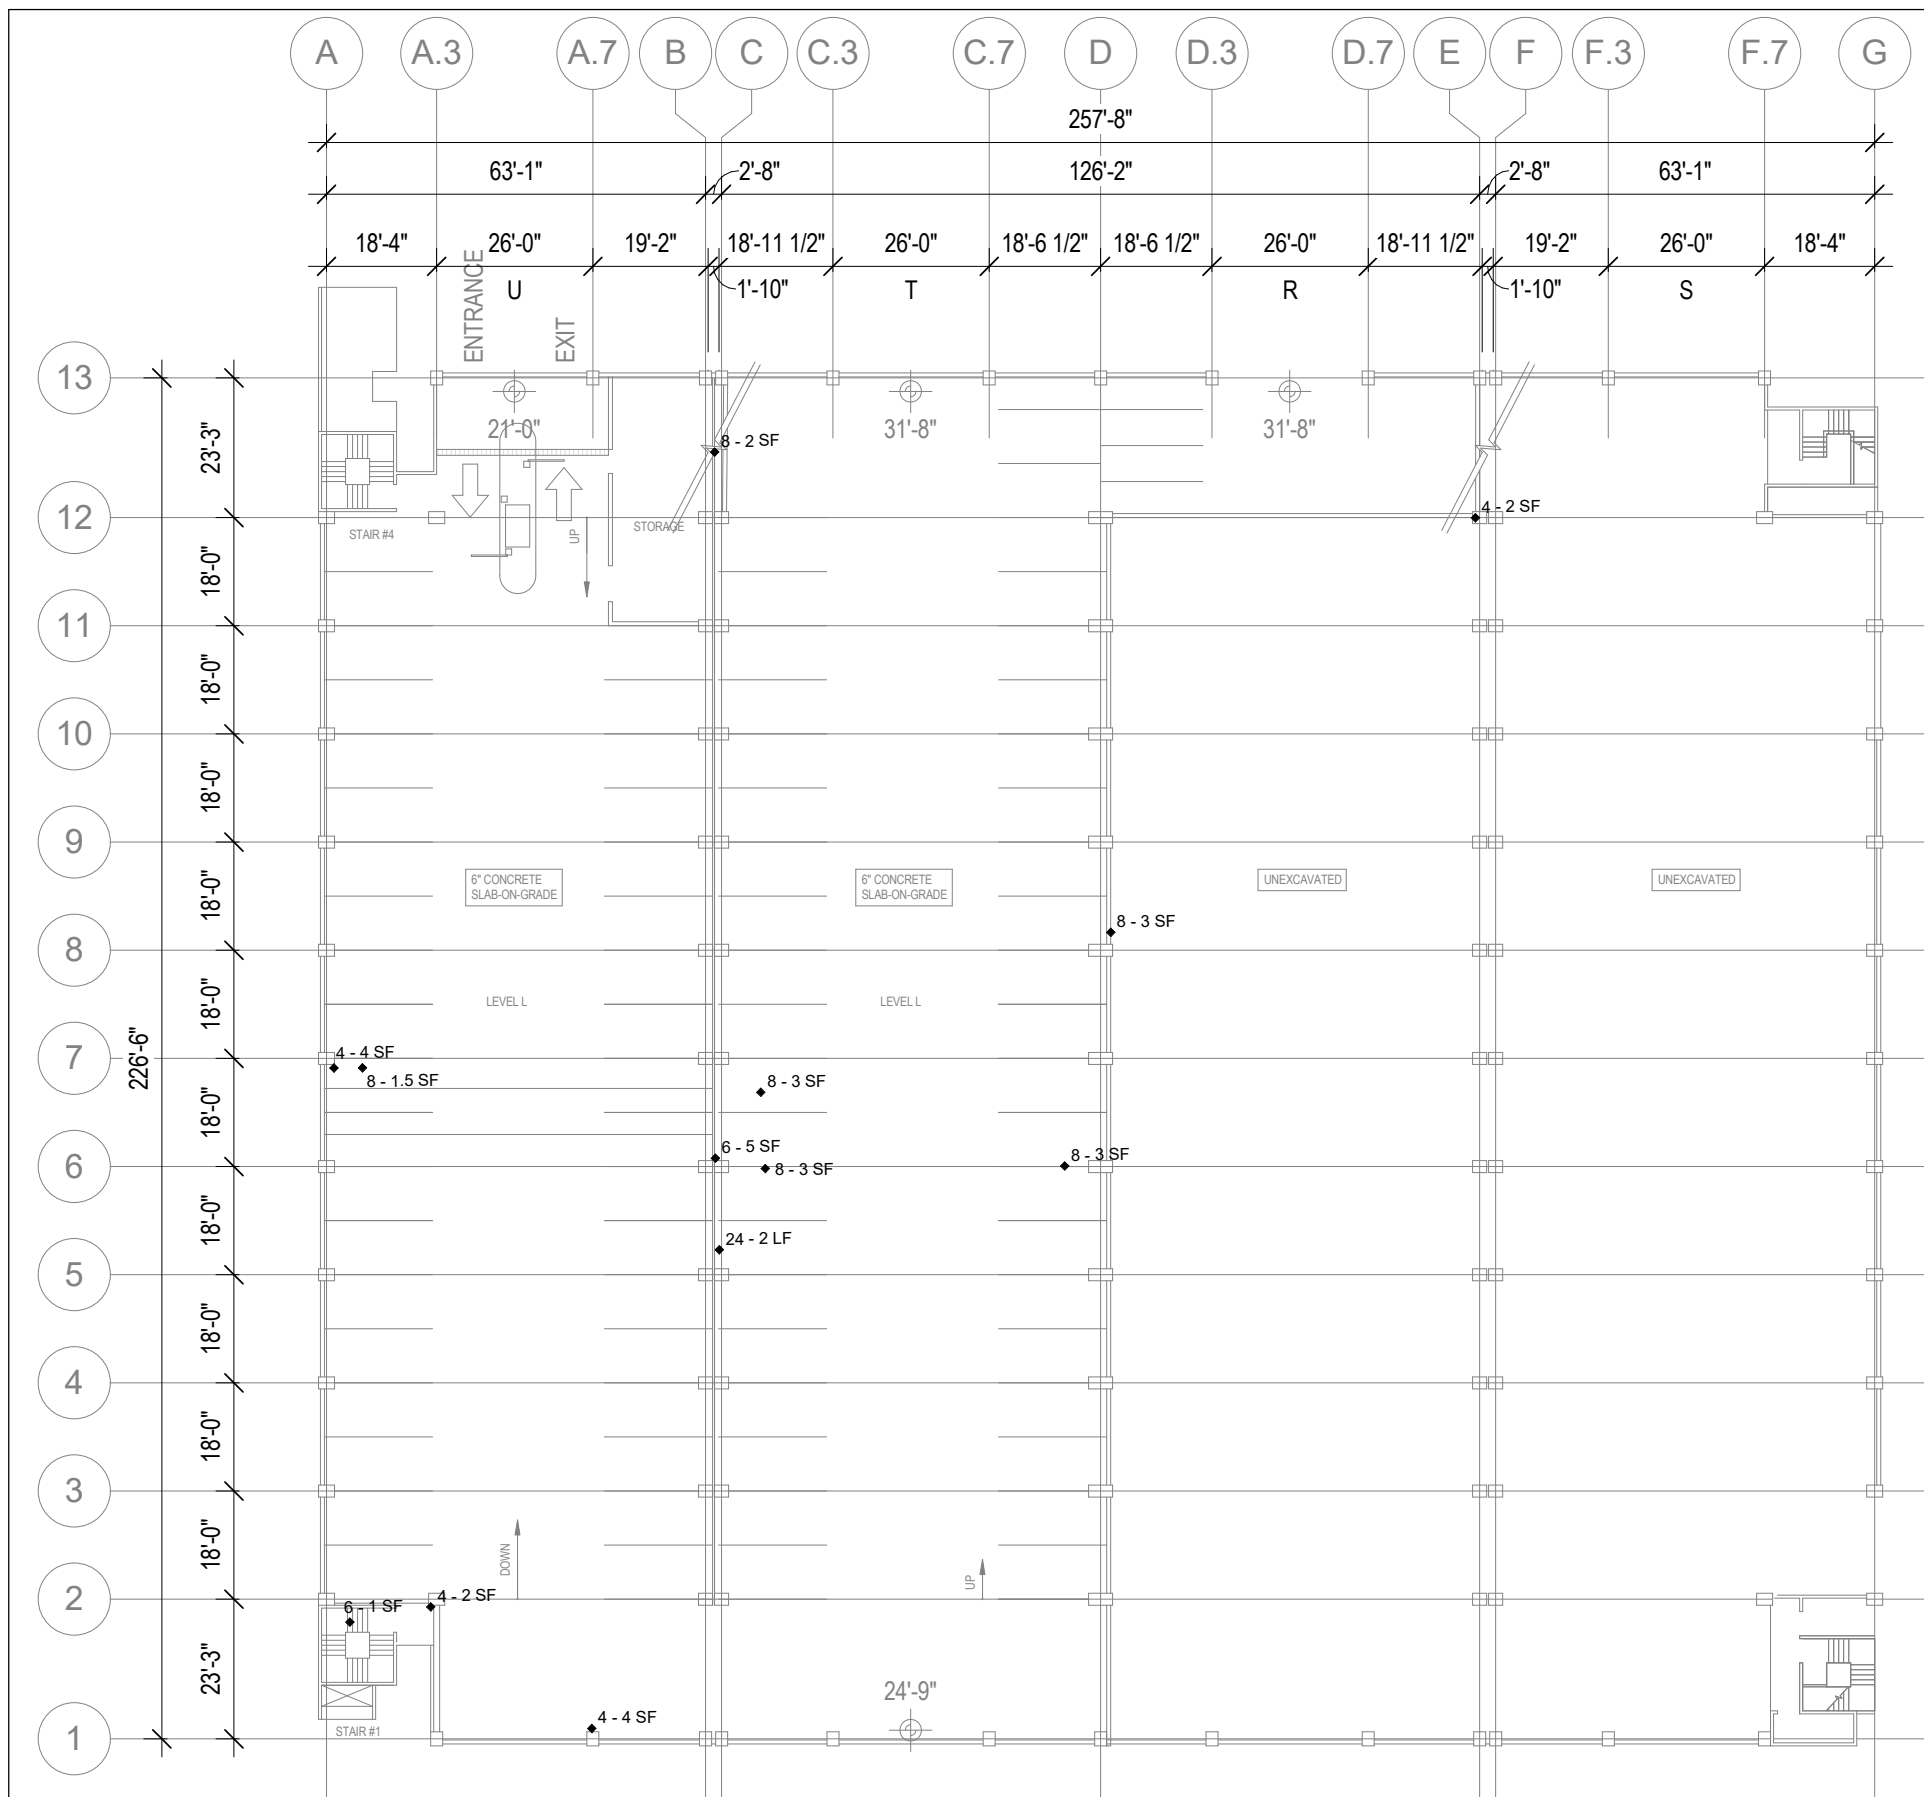 A A.3 A.7 B C C.3 C.7 D D.3 D.7 E F F.3 F.7 G
257'-8"
63'-1" 2'-8" 126'-2" 2'-8" 63'-1"
18'-4" 26'-0" 19'-2" 18'-11 1/2" 26'-0" 18'-6 1/2" 18'-6 1/2" 26'-0" 18'-11 1/2" 19'-2" 26'-0" 18'-4"
U 1'-10" T R 1'-10" S
ENTRANCE
EXIT
13
21'-0" 31'-8" 31'-8"
8 - 2 SF
23'-3"
12
4 - 2 SF
STAIR #4
UP
STORAGE
18'-0"
11
18'-0"
10
18'-0"
9
6" CONCRETE
SLAB-ON-GRADE
6" CONCRETE
SLAB-ON-GRADE
UNEXCAVATED
UNEXCAVATED
18'-0"
8 - 3 SF
8
LEVEL L
LEVEL L
18'-0"
226'-6"
7
4 - 4 SF
8 - 1.5 SF
8 - 3 SF
18'-0"
6 - 5 SF
8 - 3 SF
8 - 3 SF
6
18'-0"
24 - 2 LF
5
18'-0"
4
18'-0"
3
18'-0"
DOWN
UP
2
4 - 2 SF
6 - 1 SF
23'-3"
24'-9"
4 - 4 SF
STAIR #1
1